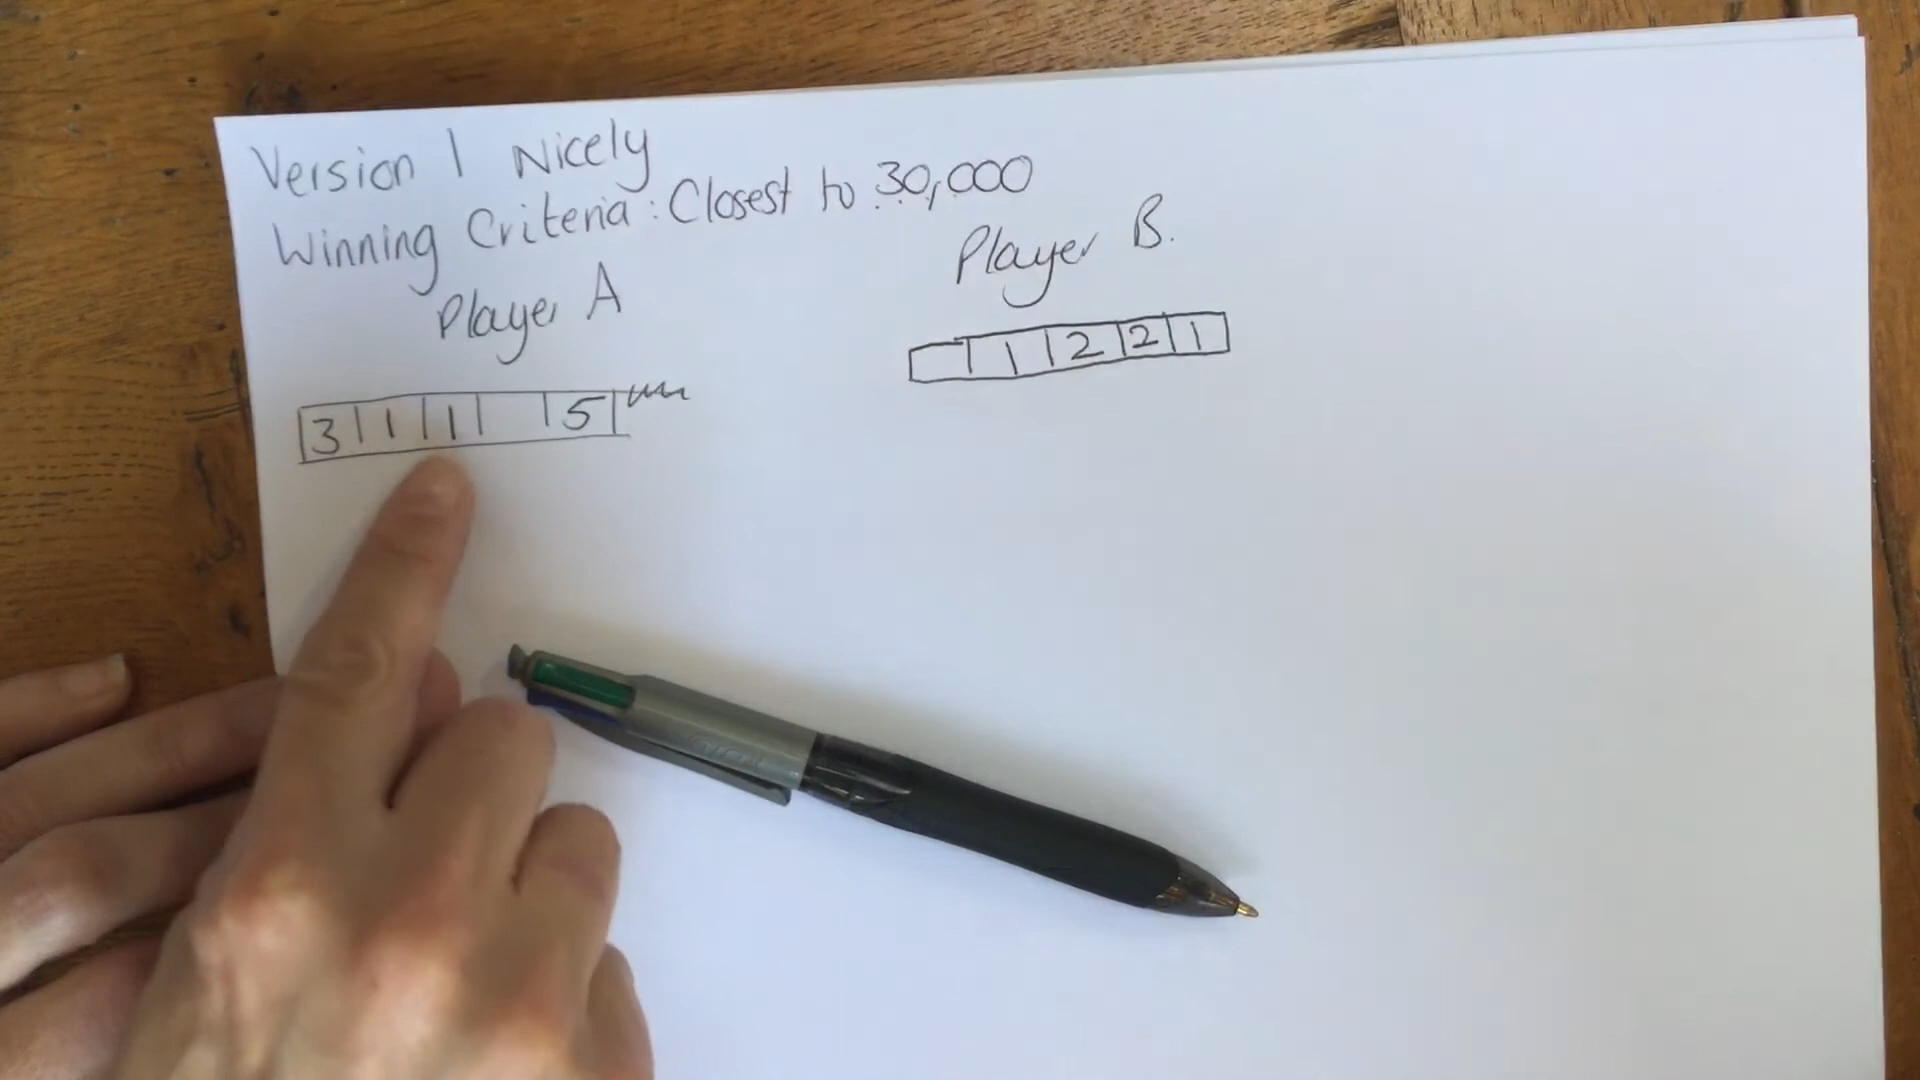 Version 1 Nicely
Winning Criteria: Closest to 30,000
Player A
Player B.
3 1 1 5
1 2 2 1